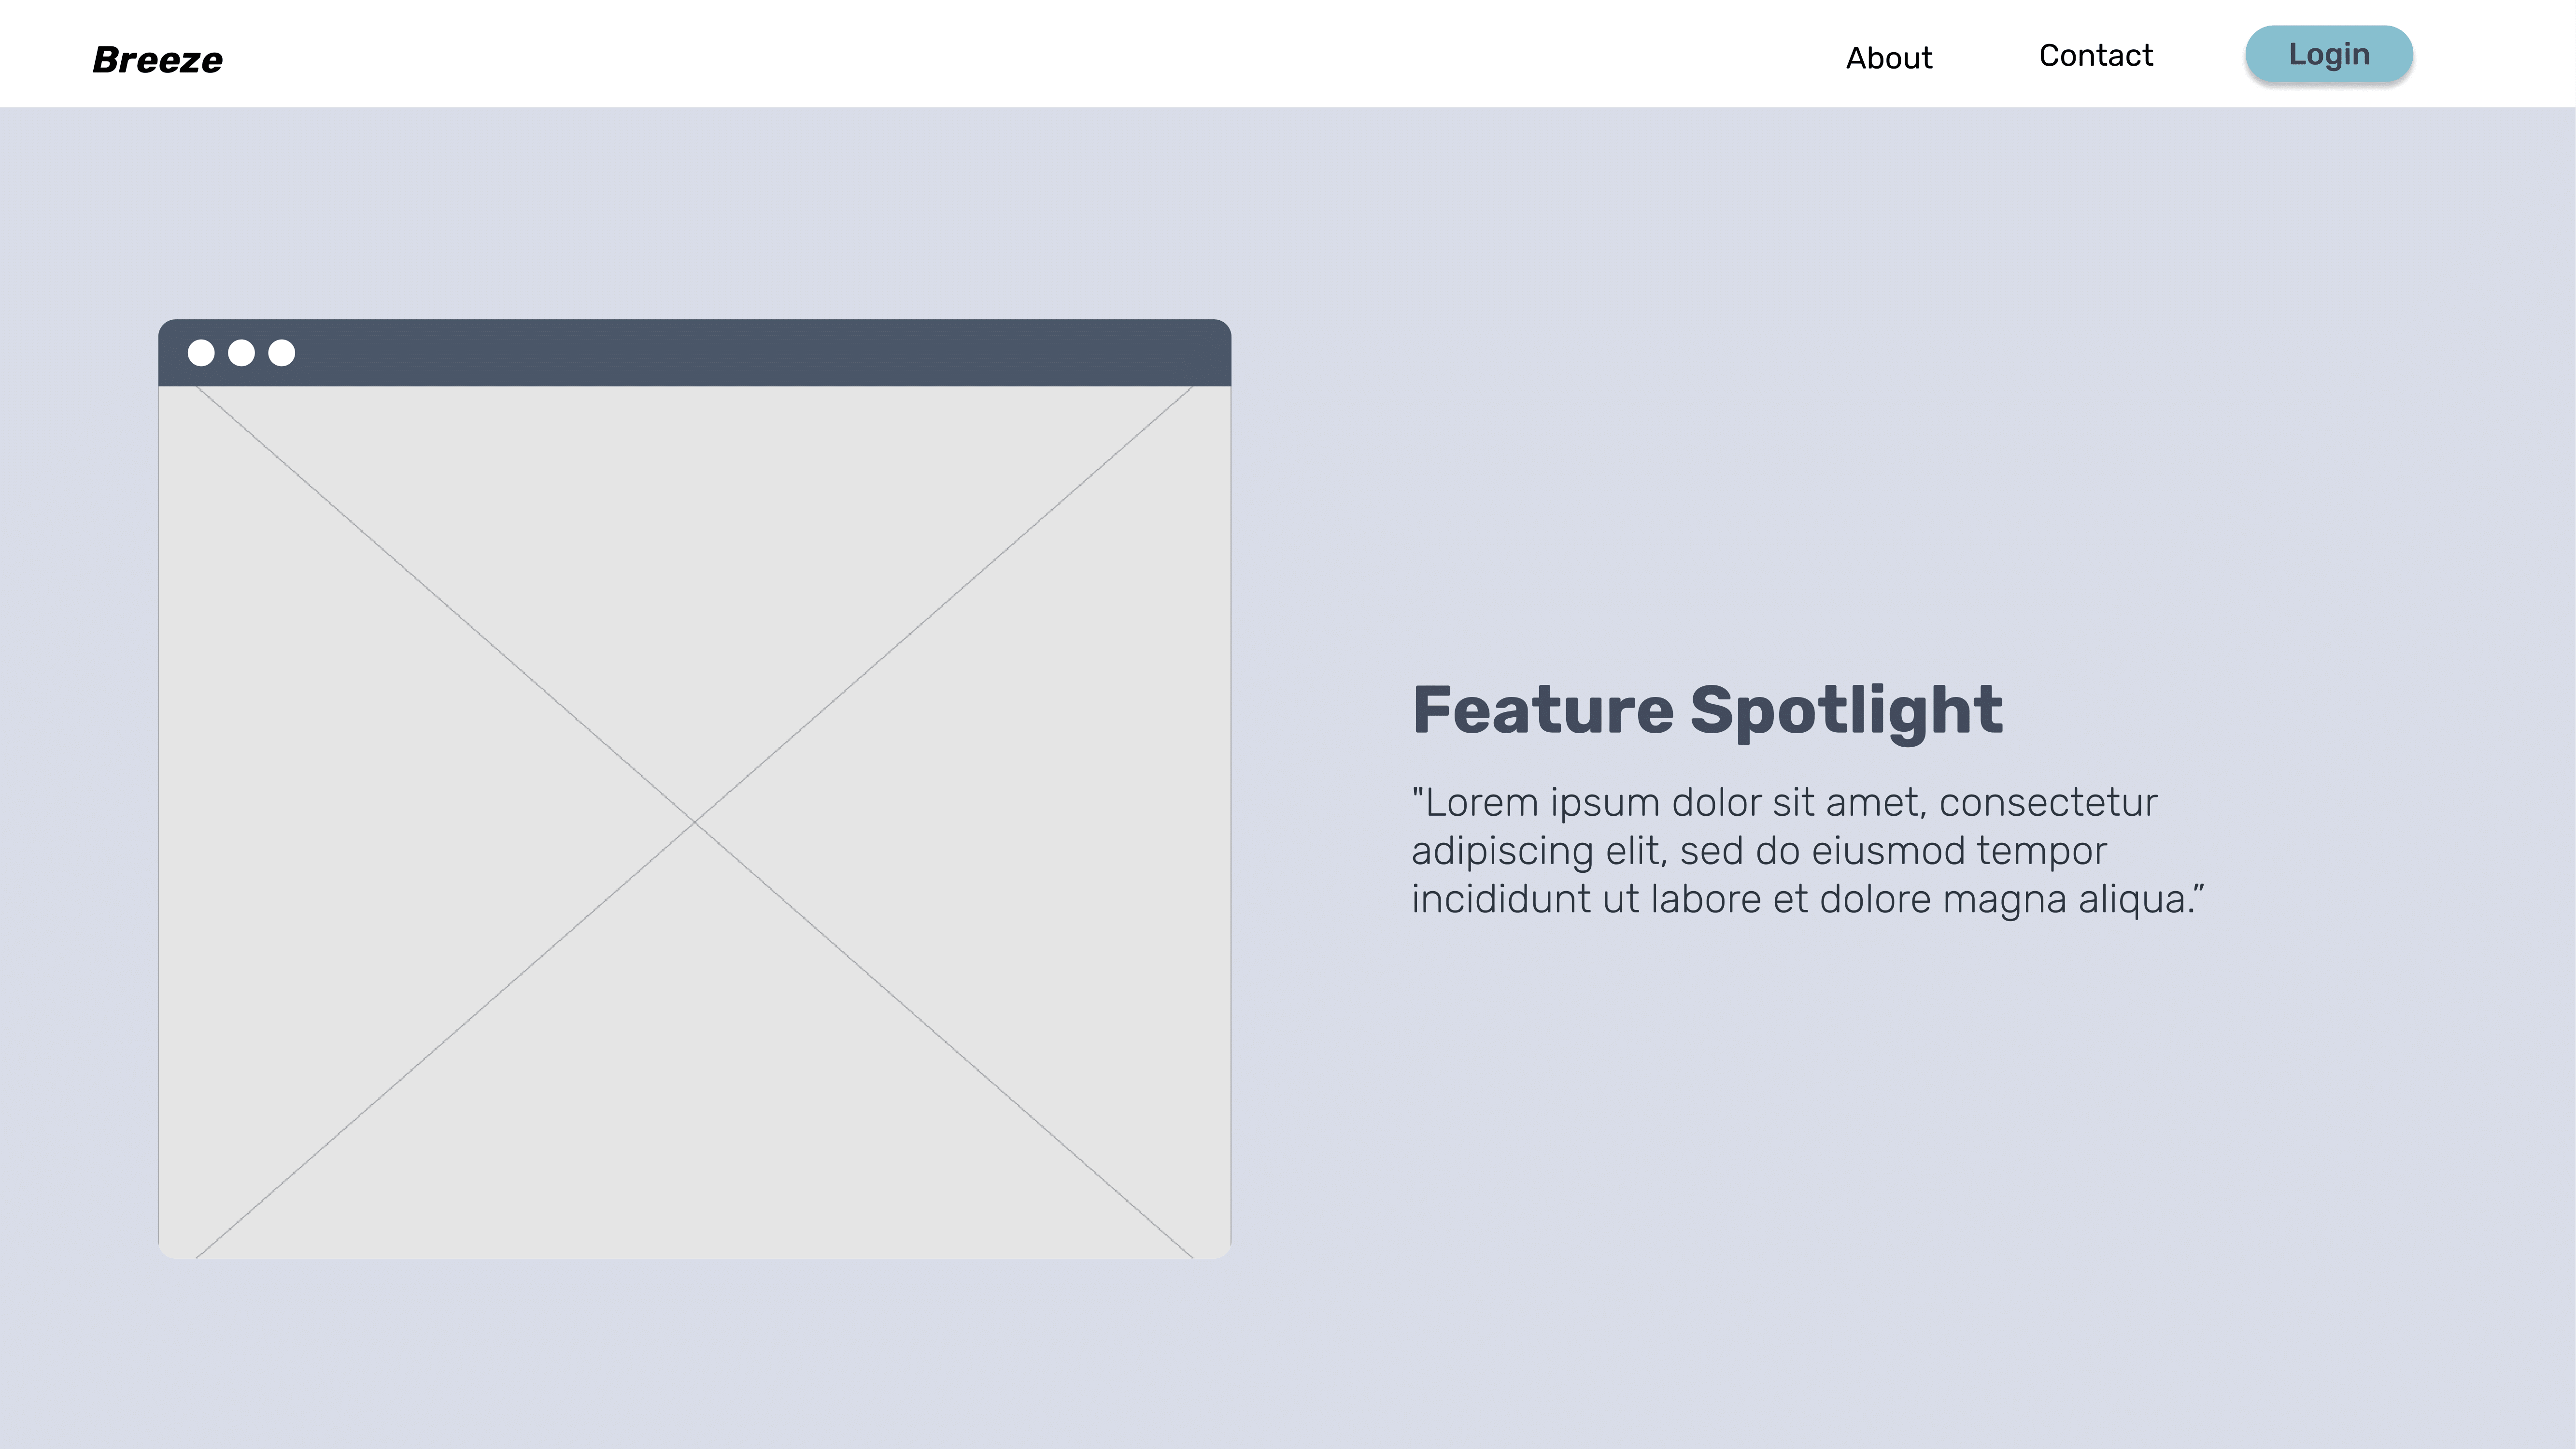 Breeze
About
Contact
Login
Feature Spotlight
"Lorem ipsum dolor sit amet, consectetur
adipiscing elit, sed do eiusmod tempor
incididunt ut labore et dolore magna aliqua.”